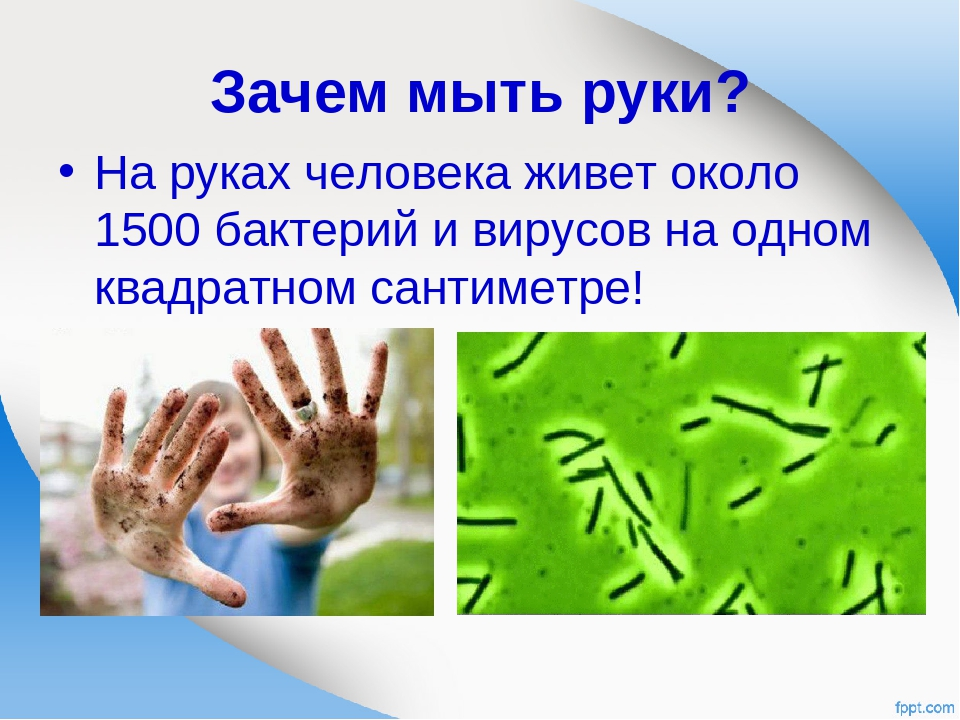 Зачем мыть руки?
• На руках человека живет около
1500 бактерий и вирусов на одном
квадратном сантиметре!
fppt.com